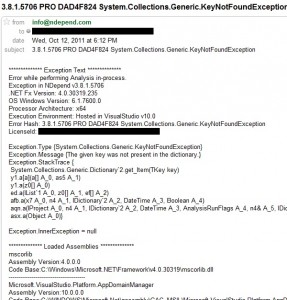 3.8.1.5706 PRO DAD4F824 System.Collections.Generic.KeyNotFoundException
from info@ndepend.com
to
date Wed, Oct 12, 2011 at 6:12 PM
subject 3.8.1.5706 PRO DAD4F824 System.Collections.Generic.KeyNotFoundException
************** Exception Text **************
Error while performing Analysis in-process.
Exception in NDepend v3.8.1.5706
.NET Fx Version: 4.0.30319.235
OS Windows Version: 6.1.7600.0
Processor Architecture: x64
Execution Environment: Hosted in VisualStudio v10.0
Error Hash: 3.8.1.5706 PRO DAD4F824 System.Collections.Generic.KeyNotFoundException
LicenseId:
Exception.Type {System.Collections.Generic.KeyNotFoundException}
Exception.Message {The given key was not present in the dictionary.}
Exception.StackTrace {
System.Collections.Generic.Dictionary`2.get_Item(TKey key)
y1.a[a](a[] A_0, as5 A_1)
y1.a(z0[] A_0)
ed.a(IList`1 A_0, z0[] A_1, ef[] A_2)
afb.a(x7 A_0, n4 A_1, IDictionary`2 A_2, DateTime A_3, Boolean A_4)
aqn.a(IProject A_0, n4 A_1, IDictionary`2 A_2, DateTime A_3, AnalysisRunFlags A_4, n4& A_5, IDic
asx.a(Object A_0)}
Exception.InnerException = null
************** Loaded Assemblies **************
mscorlib
Assembly Version:4.0.0.0
Code Base:C:\Windows\Microsoft.NET\Framework\v4.0.30319\mscorlib.dll
Microsoft.VisualStudio.Platform.AppDomainManager
Assembly Version:10.0.0.0